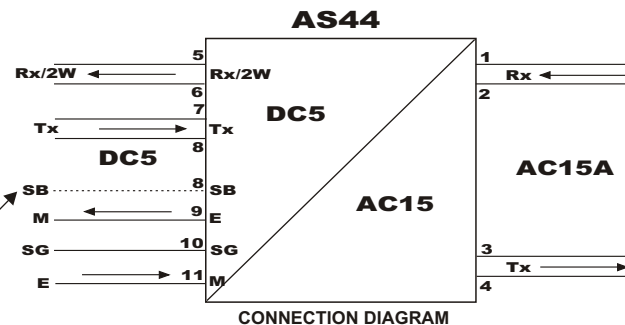 AS44
5
1
Rx/2W
Rx/2W
Rx
6
2
7
DC5
Tx
Tx
8
DC5
AC15A
SB
8
SB
AC15
M
9
E
SG
10
SG
3
Tx
E
11
M
4
CONNECTION DIAGRAM